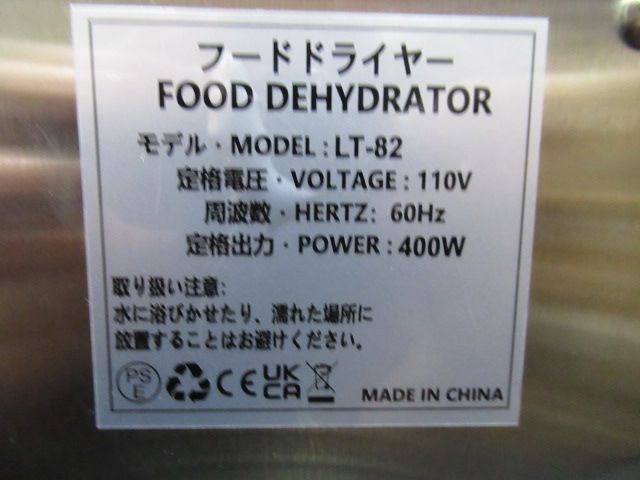 フードドライヤー
FOOD DEHYDRATOR
モデル・MODEL : LT-82
定格電圧・VOLTAGE : 110V
周波数・HERTZ: 60Hz
定格出力・POWER : 400W
取り扱い注意:
水に浴びかせたり、濡れた場所に
放置することはお避けください。
PS
E
CE
UK
CA
MADE IN CHINA